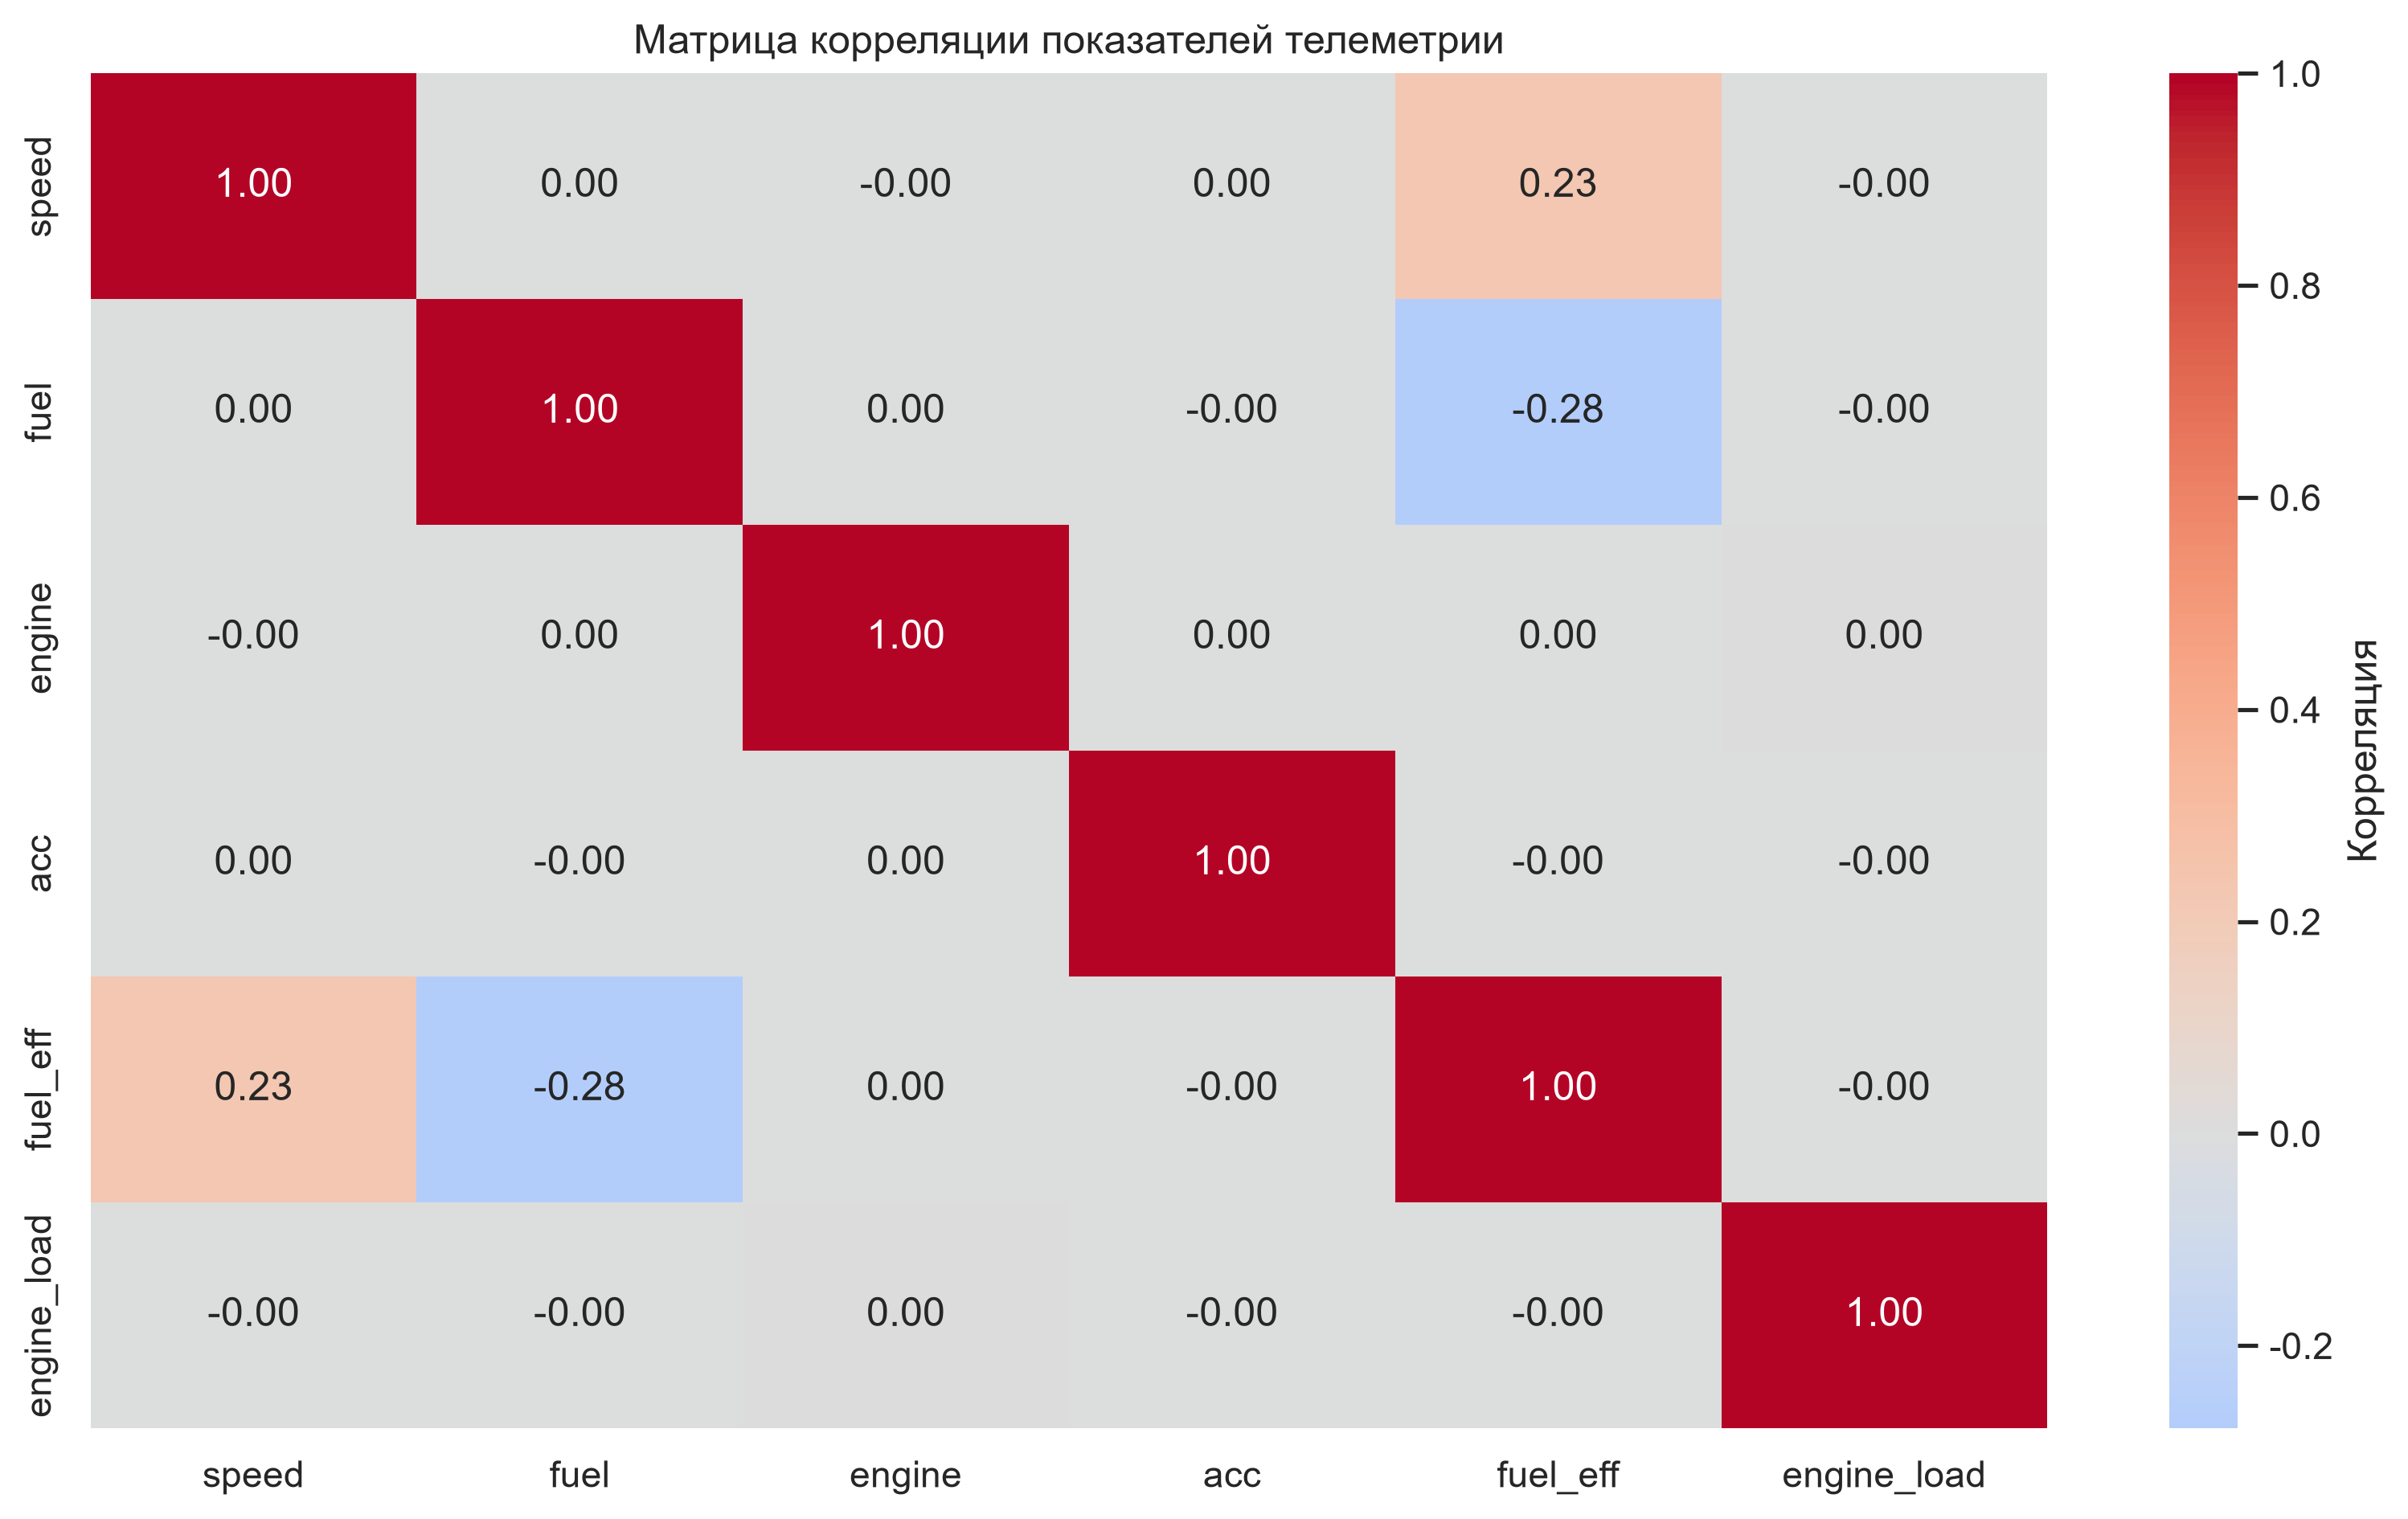 Матрица корреляции показателей телеметрии
speed 1.00 0.00 -0.00 0.00 0.23 -0.00
fuel 0.00 1.00 0.00 -0.00 -0.28 -0.00
engine -0.00 0.00 1.00 0.00 0.00 0.00
acc 0.00 -0.00 0.00 1.00 -0.00 -0.00
fuel_eff 0.23 -0.28 0.00 -0.00 1.00 -0.00
engine_load -0.00 -0.00 0.00 -0.00 -0.00 1.00
speed fuel engine acc fuel_eff engine_load
1.0
0.8
0.6
0.4
0.2
0.0
-0.2
Корреляция